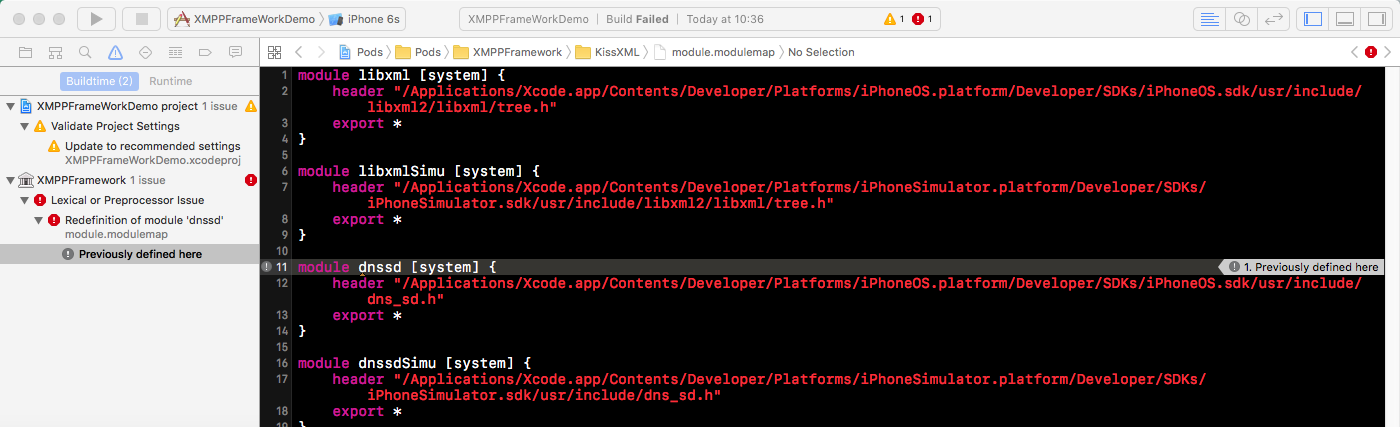 XMPPFrameWorkDemo iPhone 6s
XMPPFrameWorkDemo Build Failed Today at 10:36 1 1
Pods Pods XMPPFramework KissXML module.modulemap No Selection
Buildtime (2) Runtime
XMPPFrameWorkDemo project 1 issue
Validate Project Settings
Update to recommended settings
XMPPFrameWorkDemo.xcodeproj
XMPPFramework 1 issue
Lexical or Preprocessor Issue
Redefinition of module 'dnssd'
module.modulemap
Previously defined here
1 module libxml [system] {
2 header "/Applications/Xcode.app/Contents/Developer/Platforms/iPhoneOS.platform/Developer/SDKs/iPhoneOS.sdk/usr/include/
libxml2/libxml/tree.h"
3 export *
4 }
5
6 module libxmlSimu [system] {
7 header "/Applications/Xcode.app/Contents/Developer/Platforms/iPhoneSimulator.platform/Developer/SDKs/
iPhoneSimulator.sdk/usr/include/libxml2/libxml/tree.h"
8 export *
9 }
10
11 module dnssd [system] { 1. Previously defined here
12 header "/Applications/Xcode.app/Contents/Developer/Platforms/iPhoneOS.platform/Developer/SDKs/iPhoneOS.sdk/usr/include/
dns_sd.h"
13 export *
14 }
15
16 module dnssdSimu [system] {
17 header "/Applications/Xcode.app/Contents/Developer/Platforms/iPhoneSimulator.platform/Developer/SDKs/
iPhoneSimulator.sdk/usr/include/dns_sd.h"
18 export *